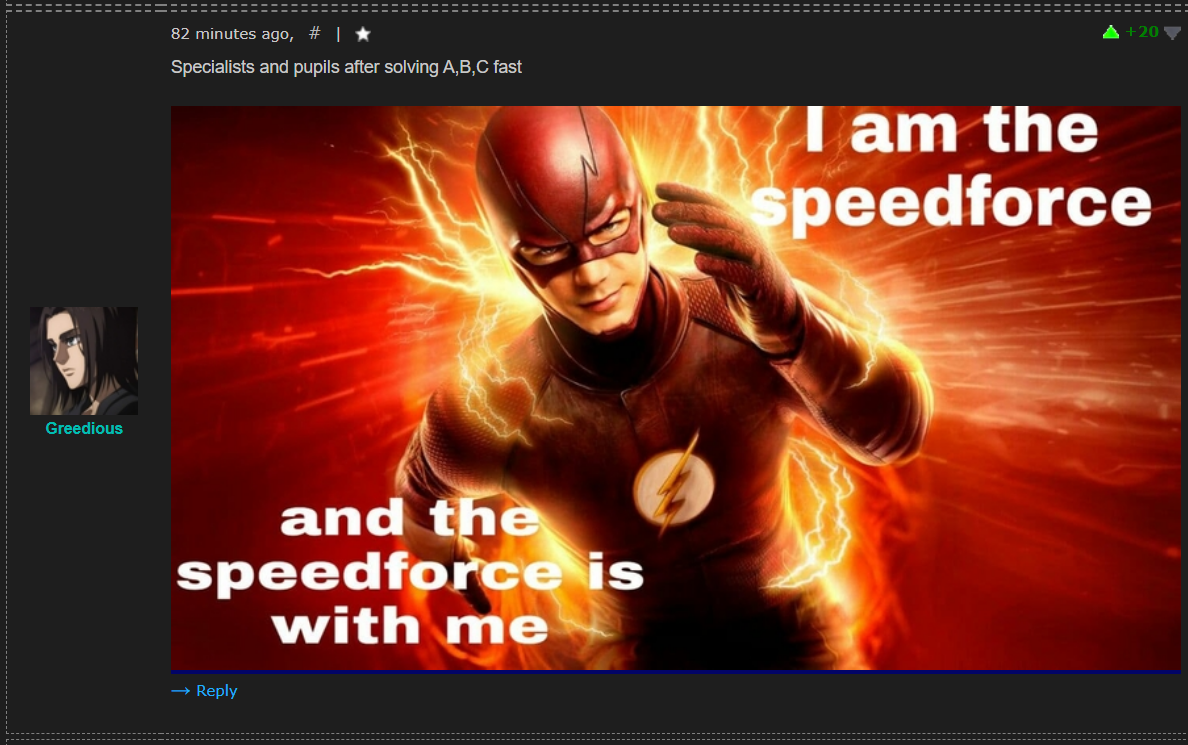 82 minutes ago, # |
+20
Specialists and pupils after solving A,B,C fast
I am the
speedforce
and the
speedforce is
with me
Greedious
→ Reply